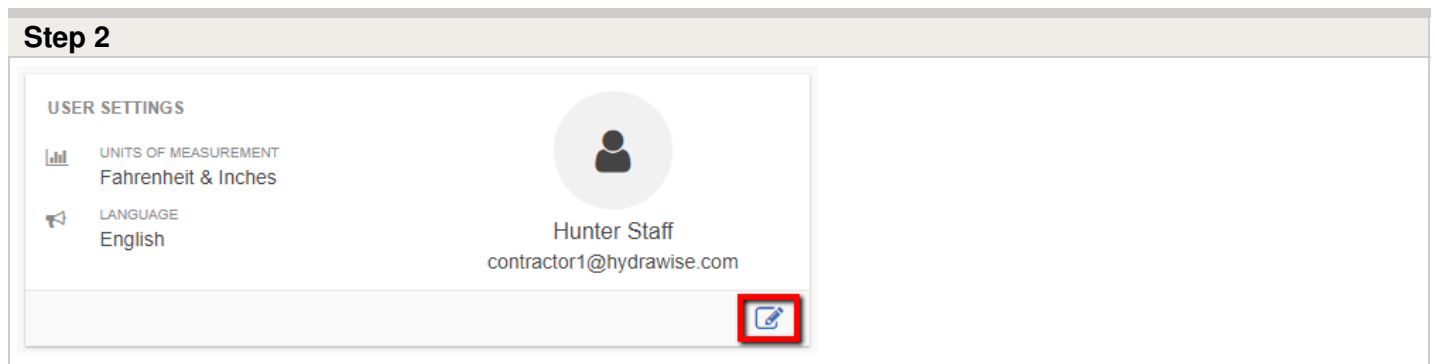 Step 2
USER SETTINGS
UNITS OF MEASUREMENT
Fahrenheit & Inches
LANGUAGE
English
Hunter Staff
contractor1@hydrawise.com